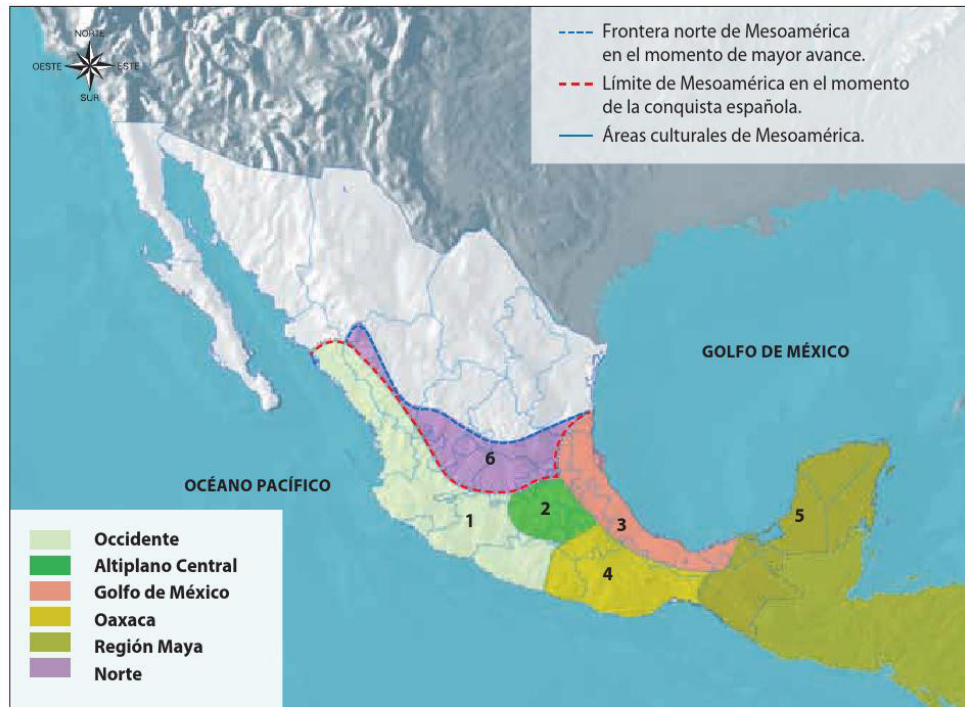 NORTE
OESTE
ESTE
SUR
Frontera norte de Mesoamérica
en el momento de mayor avance.
Límite de Mesoamérica en el momento
de la conquista española.
Áreas culturales de Mesoamérica.
GOLFO DE MÉXICO
OCÉANO PACÍFICO
6
5
1
2
3
4
Occidente
Altiplano Central
Golfo de México
Oaxaca
Región Maya
Norte